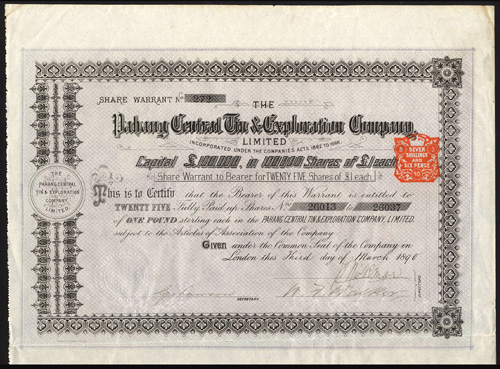 SHARE WARRANT No 272
THE
Pahang Central Tin & Exploration Company,
LIMITED
INCORPORATED UNDER THE COMPANIES ACTS 1862 TO 1886.
Capital £100,000, in 100,000 Shares of £1 each
Share Warrant to Bearer for TWENTY FIVE Shares of £1 each
This is to Certify that the Bearer of this Warrant is entitled to
TWENTY FIVE Fully Paid up Shares Nos 26013 to 26037
of ONE POUND sterling each in the PAHANG CENTRAL TIN & EXPLORATION COMPANY, LIMITED.
subject to the Articles of Association of the Company
Given under the Common Seal of the Company in
London this Third day of March 1890
SECRETARY
DIRECTORS
THE
PAHANG CENTRAL
TIN & EXPLORATION
COMPANY
LIMITED
SEVEN
SHILLINGS
AND
SIX PENCE